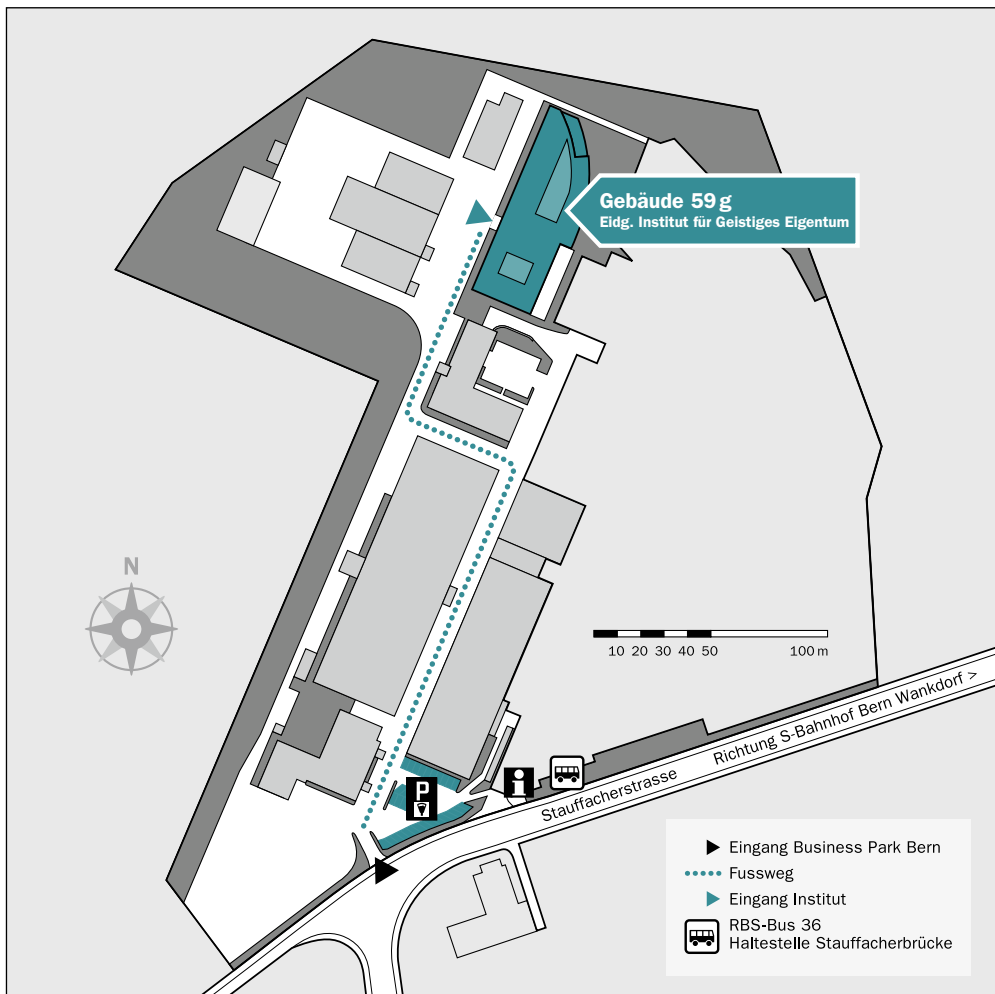 Gebäude 59 g
Eidg. Institut für Geistiges Eigentum
N
10 20 30 40 50 100 m
Richtung S-Bahnhof Bern Wankdorf >
Stauffacherstrasse
P
i
Eingang Business Park Bern
Fussweg
Eingang Institut
RBS-Bus 36
Haltestelle Stauffacherbrücke